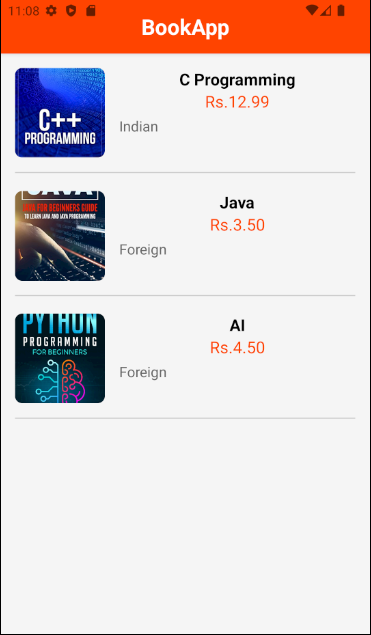 11:08
BookApp
C++
PROGRAMMING
C Programming
Rs.12.99
Indian
JAVA
FOR BEGINNERS GUIDE
TO LEARN JAVA AND JAVA PROGRAMMING
Java
Rs.3.50
Foreign
PYTHON
PROGRAMMING
FOR BEGINNERS
AI
Rs.4.50
Foreign